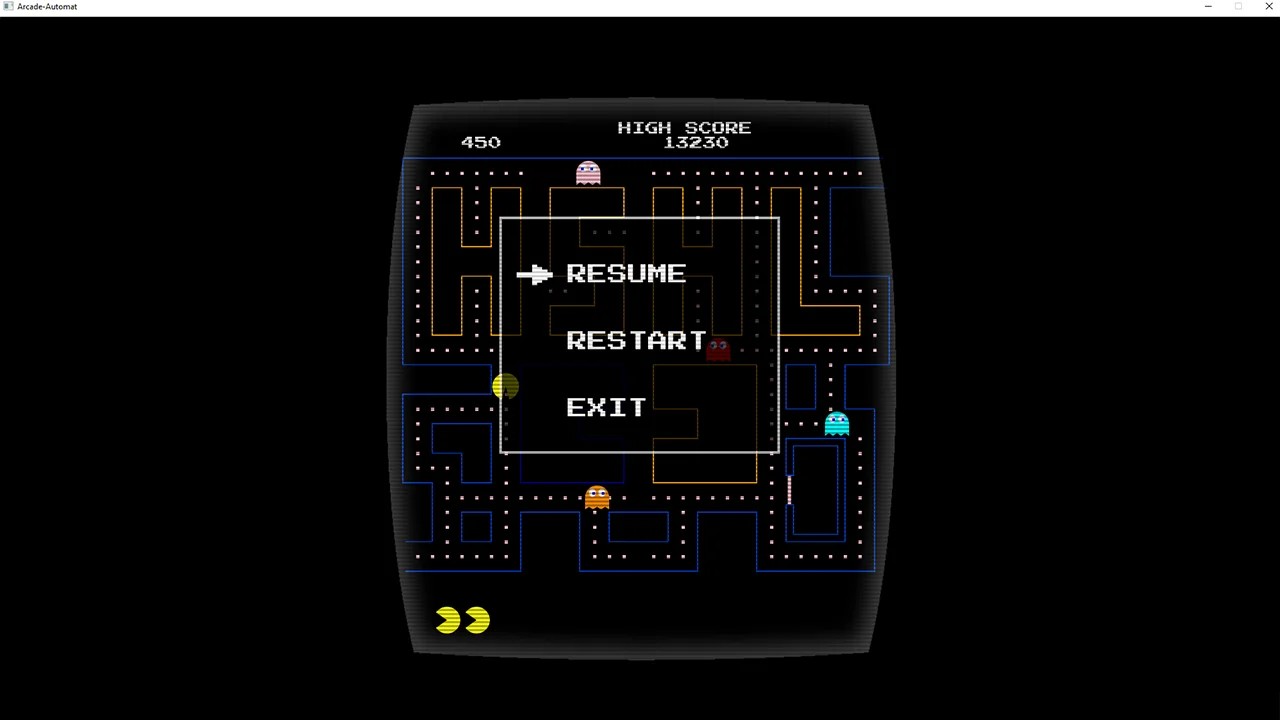 Arcade-Automat
HIGH SCORE
450 13230
RESUME
RESTART
EXIT